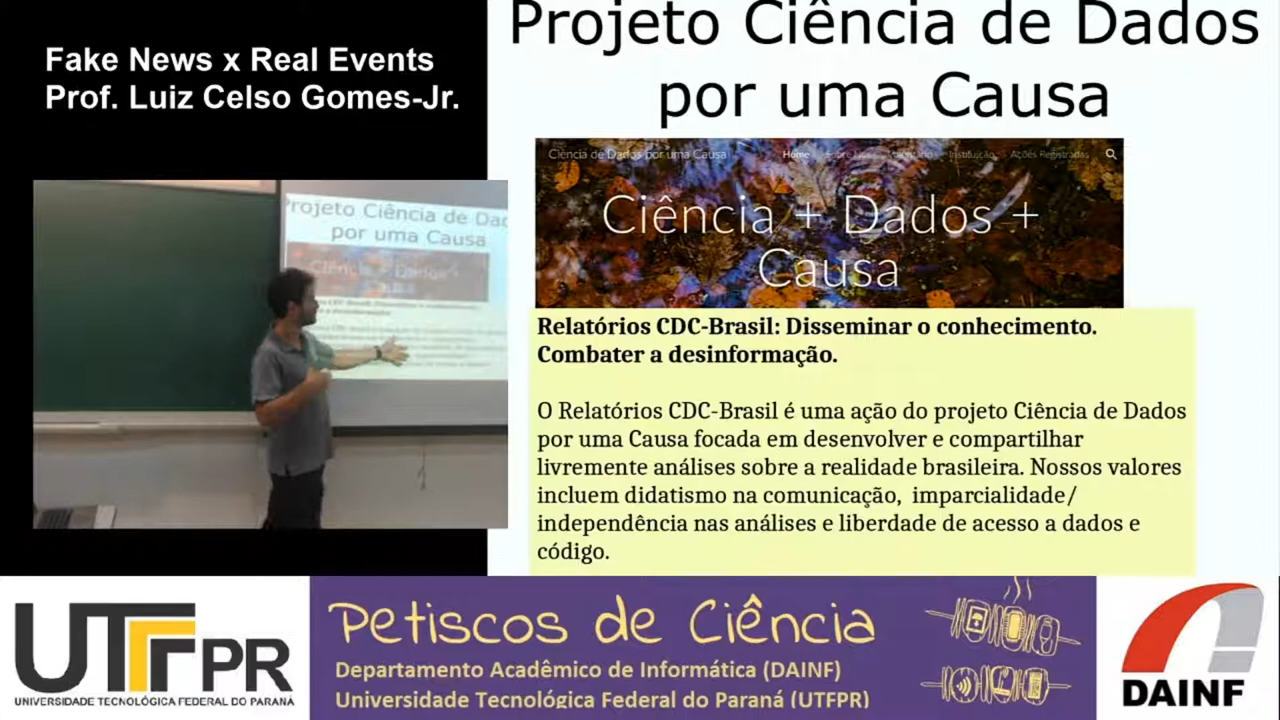 Fake News x Real Events
Prof. Luiz Celso Gomes-Jr.
Projeto Ciência de Dad
por uma Causa
Projeto Ciência de Dados
por uma Causa
Ciência de Dados por uma Causa
Home
Instituição
Ações Registradas
Ciência + Dados +
Causa
Relatórios CDC-Brasil: Disseminar o conhecimento.
Combater a desinformação.
O Relatórios CDC-Brasil é uma ação do projeto Ciência de Dados
por uma Causa focada em desenvolver e compartilhar
livremente análises sobre a realidade brasileira. Nossos valores
incluem didatismo na comunicação, imparcialidade/
independência nas análises e liberdade de acesso a dados e
código.
UTFPR
UNIVERSIDADE TECNOLÓGICA FEDERAL DO PARANÁ
Petiscos de Ciência
Departamento Acadêmico de Informática (DAINF)
Universidade Tecnológica Federal do Paraná (UTFPR)
DAINF